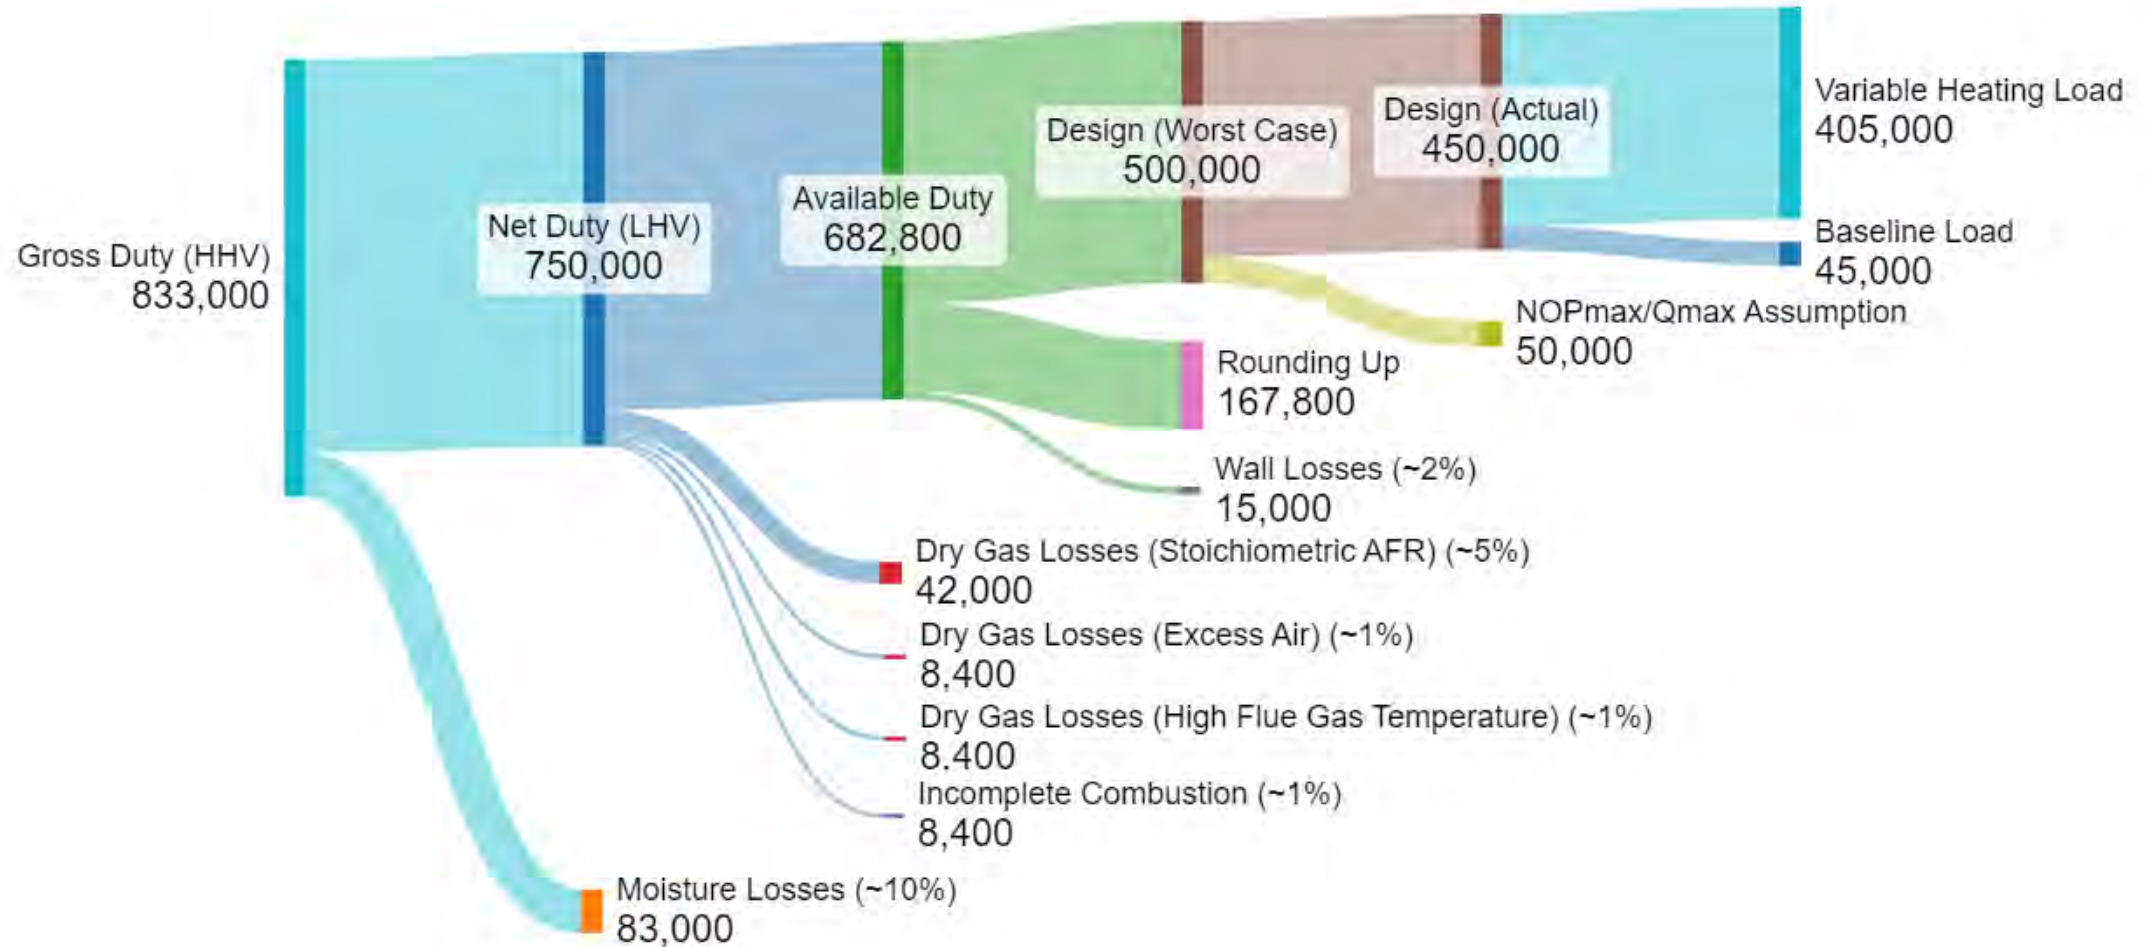 Gross Duty (HHV)
833,000
Net Duty (LHV)
750,000
Available Duty
682,800
Design (Worst Case)
500,000
Design (Actual)
450,000
Variable Heating Load
405,000
Baseline Load
45,000
NOPmax/Qmax Assumption
50,000
Rounding Up
167,800
Wall Losses (~2%)
15,000
Dry Gas Losses (Stoichiometric AFR) (~5%)
42,000
Dry Gas Losses (Excess Air) (~1%)
8,400
Dry Gas Losses (High Flue Gas Temperature) (~1%)
8,400
Incomplete Combustion (~1%)
8,400
Moisture Losses (~10%)
83,000